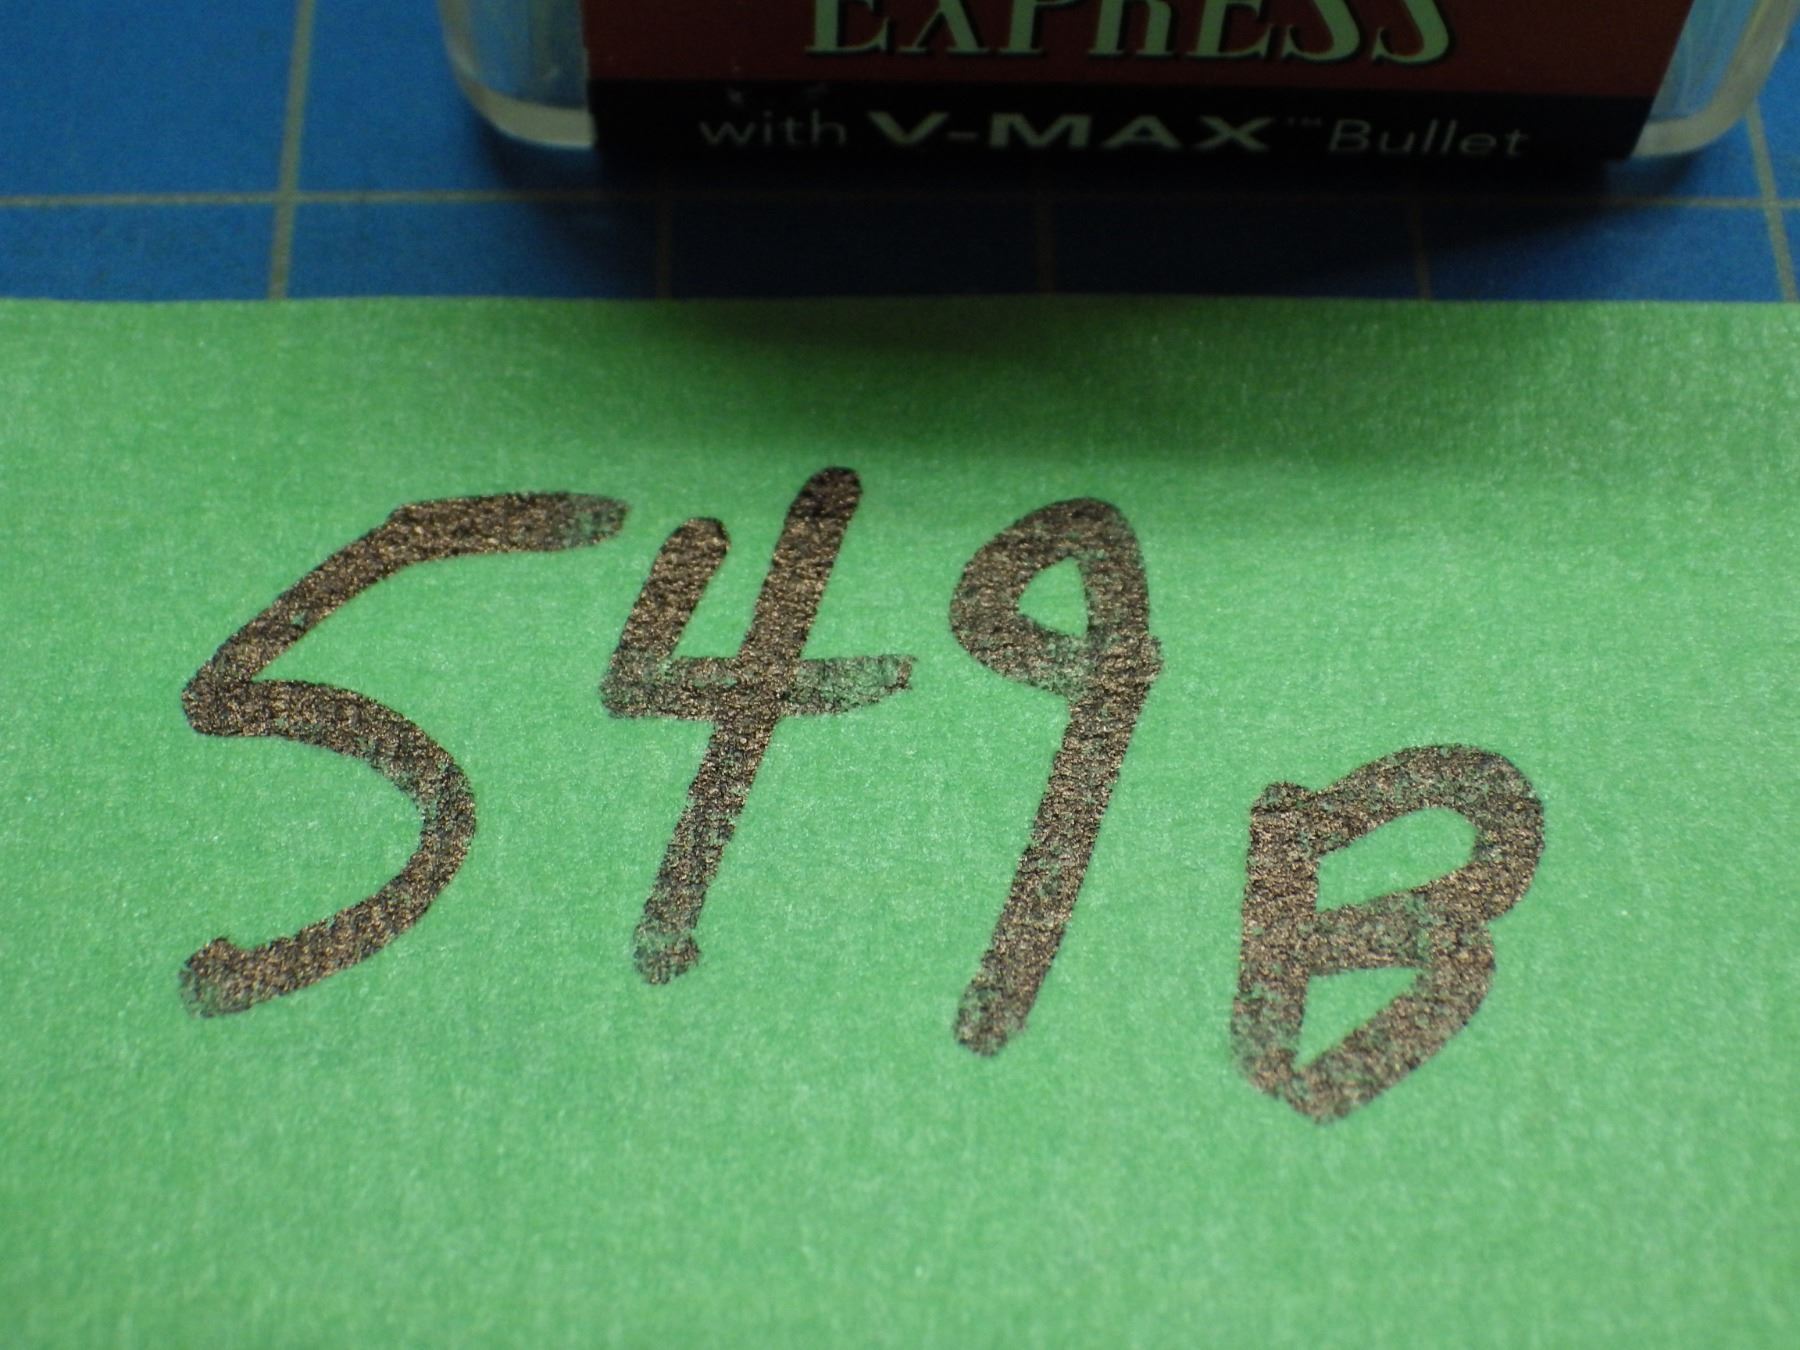 EXPRESS
with V-MAX™ Bullet
549B